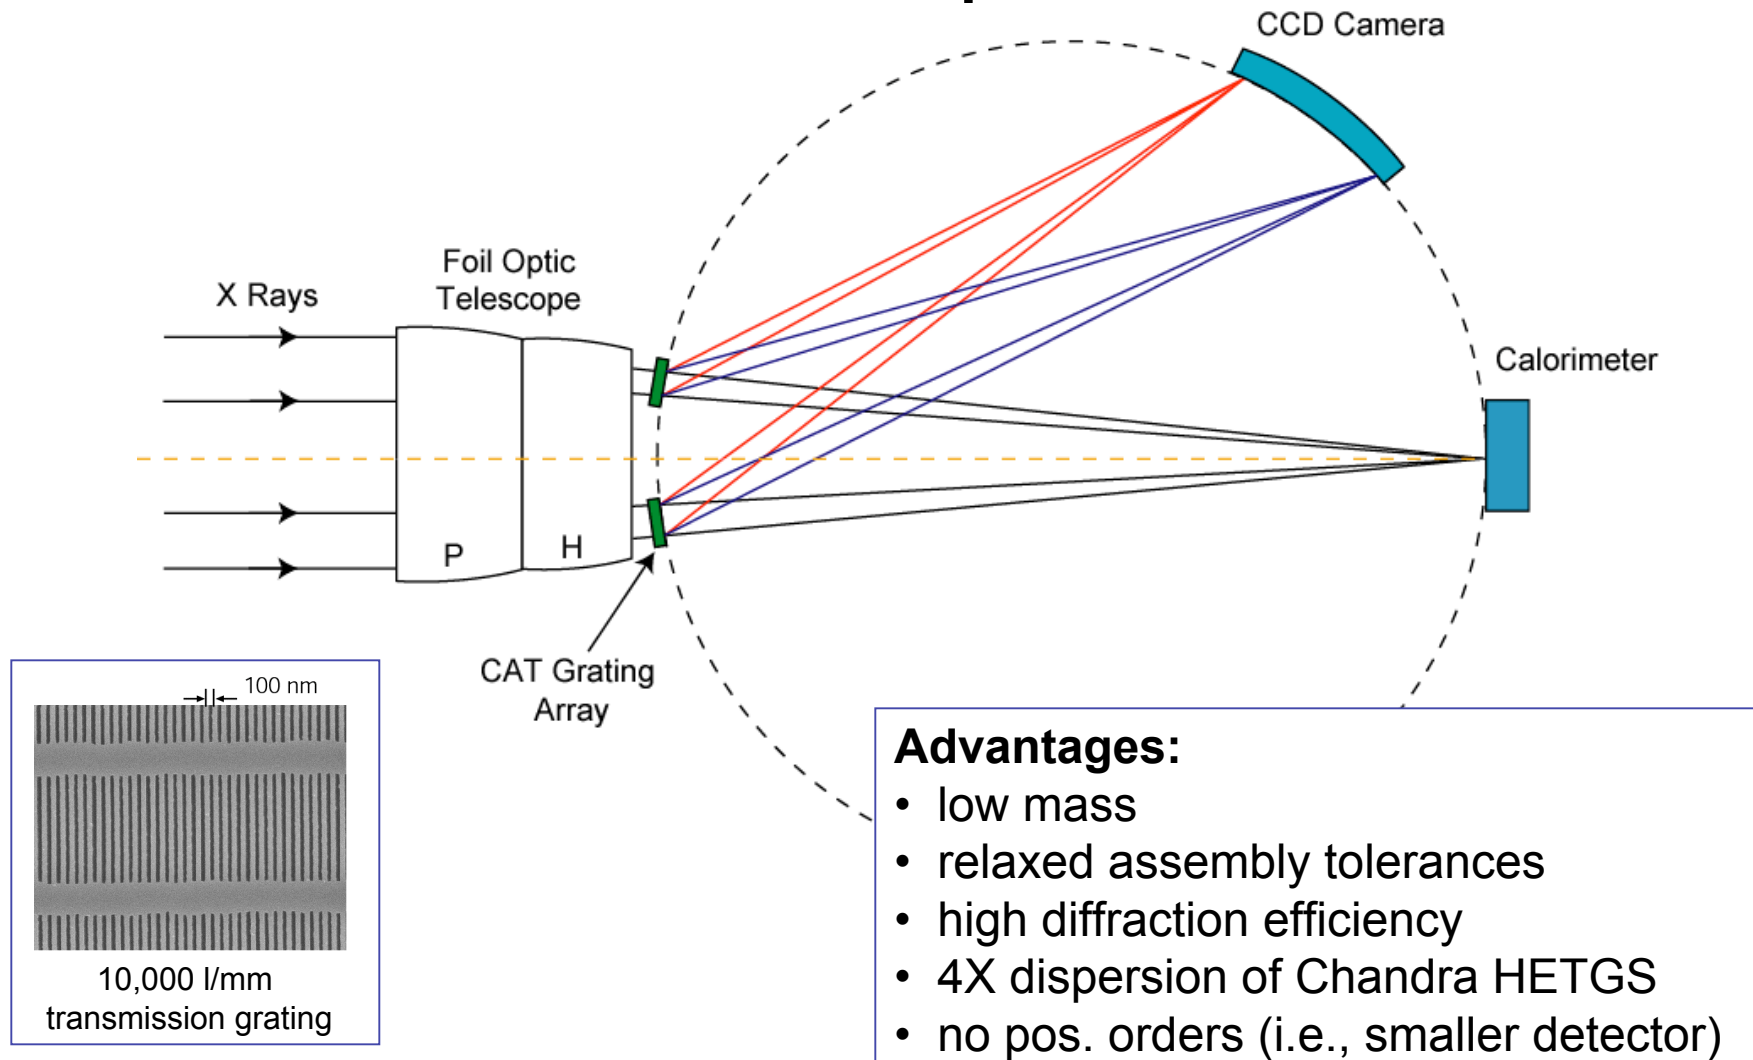 CCD Camera
Foil Optic
Telescope
X Rays
Calorimeter
P
H
CAT Grating
Array
100 nm
10,000 l/mm
transmission grating
Advantages:
• low mass
• relaxed assembly tolerances
• high diffraction efficiency
• 4X dispersion of Chandra HETGS
• no pos. orders (i.e., smaller detector)